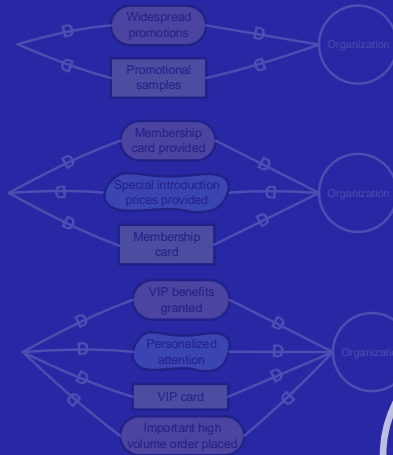 Widespread
promotions
D
D
Organization
D
D
Promotional
samples
Membership
card provided
D
D
Special introduction
prices provided
D
D
Organization
D
D
Membership
card
VIP benefits
granted
D
D
Personalized
attention
D
D
Organizatio
D
D
VIP card
D
D
Important high
volume order placed